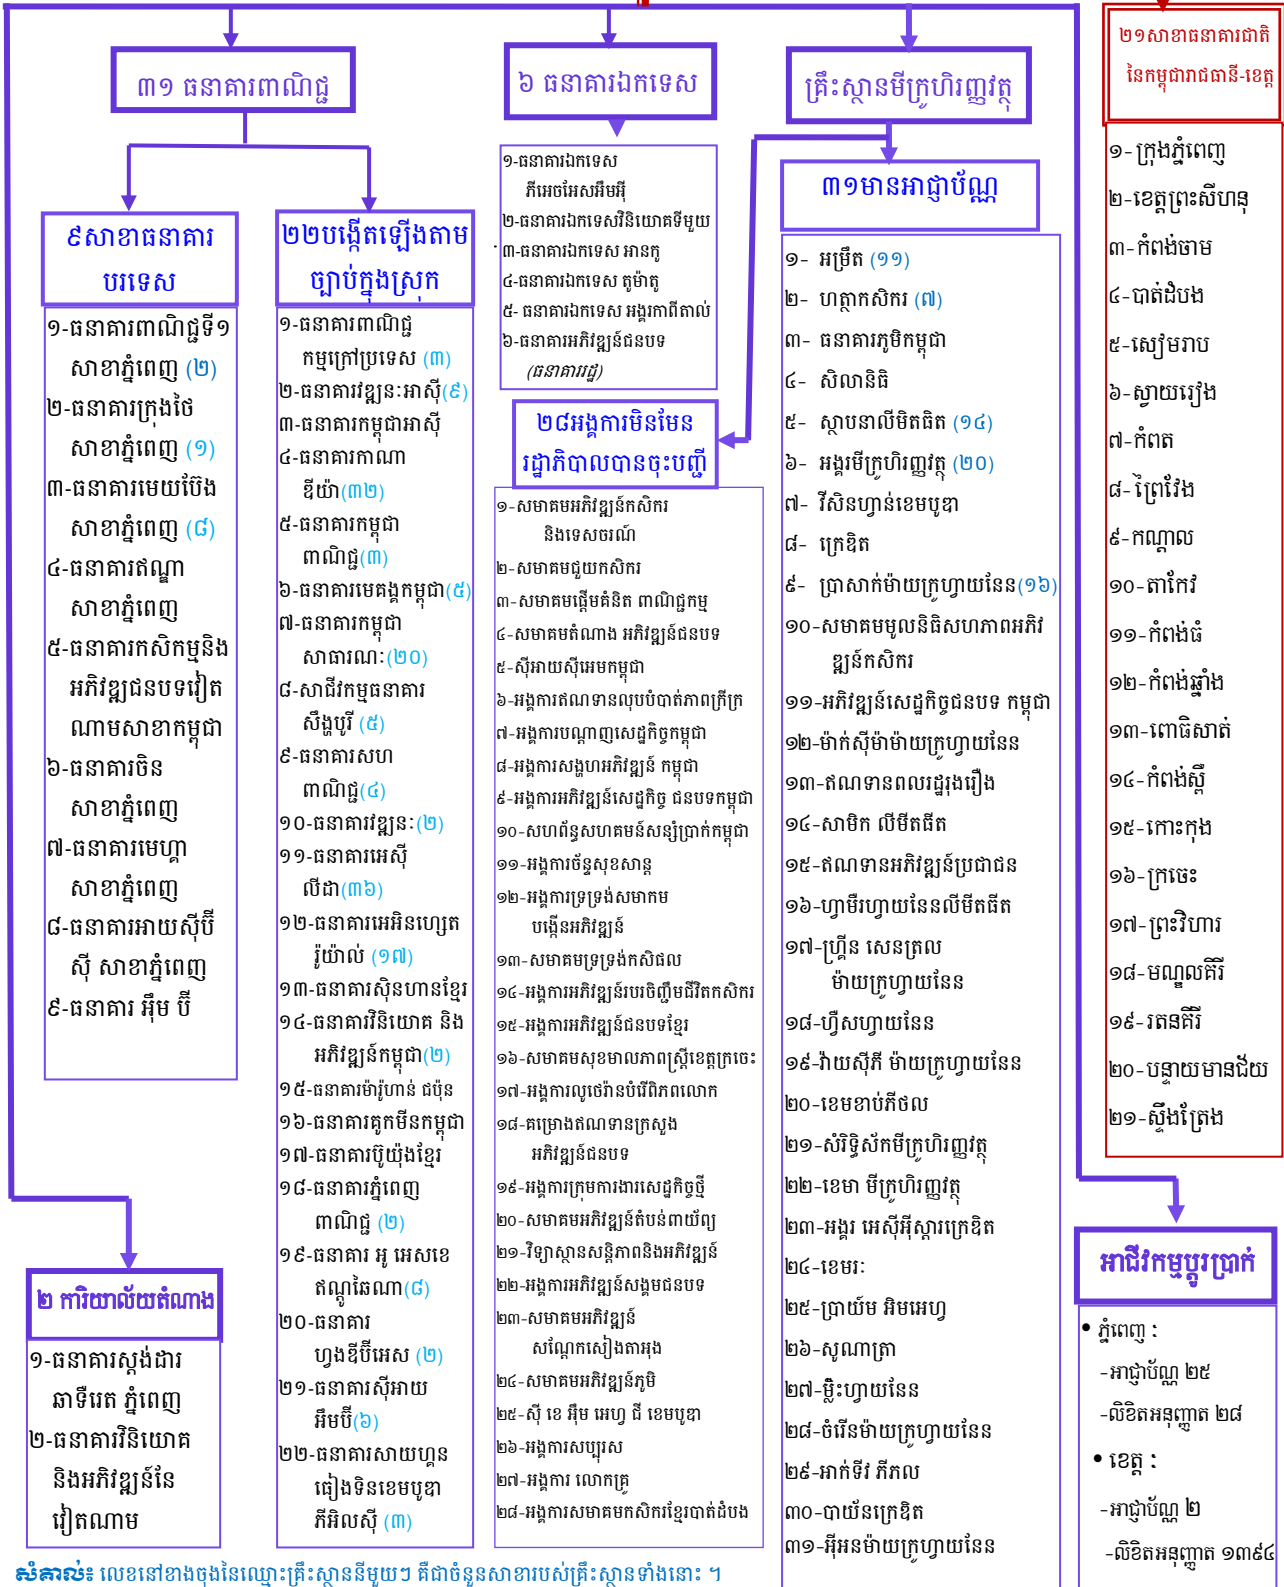 ៣១ ធនាគារពាណិជ្ជ
៩សាខាធនាគារ
បរទេស
១-ធនាគារពាណិជ្ជទី១
សាខាភ្នំពេញ (២)
២-ធនាគារក្រុងថៃ
សាខាភ្នំពេញ (១)
៣-ធនាគារមេយប៊ែង
សាខាភ្នំពេញ (៨)
៤-ធនាគារឥណ្ឌា
សាខាភ្នំពេញ
៥-ធនាគារកសិកម្មនិង
អភិវឌ្ឍជនបទវៀត
ណាមសាខាកម្ពុជា
៦-ធនាគារចិន
សាខាភ្នំពេញ
៧-ធនាគារមេហ្គា
សាខាភ្នំពេញ
៨-ធនាគារអាយស៊ីប៊ី
ស៊ី សាខាភ្នំពេញ
៩-ធនាគារ អ៊ឹម ប៊ី
២២បង្កើតឡើងតាម
ច្បាប់ក្នុងស្រុក
១-ធនាគារពាណិជ្ជ
កម្មក្រៅប្រទេស (៣)
២-ធនាគារវឌ្ឍនៈអាស៊ី(៩)
៣-ធនាគារកម្ពុជាអាស៊ី
៤-ធនាគារកាណា
ឌីយ៉ា(៣២)
៥-ធនាគារកម្ពុជា
ពាណិជ្ជ(៣)
៦-ធនាគារមេគង្គកម្ពុជា(៥)
៧-ធនាគារកម្ពុជា
សាធារណៈ(២០)
៨-សាជីវកម្មធនាគារ
សឹង្ហបូរី (៥)
៩-ធនាគារសហ
ពាណិជ្ជ(៤)
១០-ធនាគារវឌ្ឍនៈ(២)
១១-ធនាគារអេស៊ី
លីដា(៣៦)
១២-ធនាគារអេអិនហ្សេត
រ៉ូយ៉ាល់ (១៧)
១៣-ធនាគារស៊ិនហានខ្មែរ
១៤-ធនាគារវិនិយោគ និង
អភិវឌ្ឍន៍កម្ពុជា(២)
១៥-ធនាគារម៉ារ៉ូហាន់ ជប៉ុន
១៦-ធនាគារគូកមីនកម្ពុជា
១៧-ធនាគារប៊ូយ៉ុងខ្មែរ
១៨-ធនាគារភ្នំពេញ
ពាណិជ្ជ (២)
១៩-ធនាគារ អូ អេសខេ
ឥណ្ឌូឆៃណា(៨)
២០-ធនាគារ
ហ្វងឌីប៊ីអេស (២)
២១-ធនាគារស៊ីអាយ
អឹមប៊ី(៦)
២២-ធនាគារសាយហ្គន
ធៀងទិនខេមបូឌា
ភីអិលស៊ី (៣)
២ ការិយាល័យតំណាង
១-ធនាគារស្តង់ដារ
ឆាទឺរេត ភ្នំពេញ
២-ធនាគារវិនិយោគ
និងអភិវឌ្ឍន៍នៃ
វៀតណាម
៦ ធនាគារឯកទេស
១-ធនាគារឯកទេស
ភីអេចអែសអឹមអ៊ី
២-ធនាគារឯកទេសវិនិយោគទីមួយ
៣-ធនាគារឯកទេស អានកូ
៤-ធនាគារឯកទេស តូម៉ាតូ
៥- ធនាគារឯកទេស អង្គរកាពីតាល់
៦-ធនាគារអភិវឌ្ឍន៍ជនបទ
(ធនាគាររដ្ឋ)
គ្រឹះស្ថានមីក្រូហិរញ្ញវត្ថុ
២៨អង្គការមិនមែន
រដ្ឋាភិបាលបានចុះបញ្ជី
១-សមាគមអភិវឌ្ឍន៍កសិករ
និងទេសចរណ៍
២-សមាគមជួយកសិករ
៣-សមាគមផ្តើមគំនិត ពាណិជ្ជកម្ម
៤-សមាគមតំណាង អភិវឌ្ឍន៍ជនបទ
៥-ស៊ីអាយស៊ីអេមកម្ពុជា
៦-អង្គការឥណទានលុបបំបាត់ភាពក្រីក្រ
៧-អង្គការបណ្តាញសេដ្ឋកិច្ចកម្ពុជា
៨-អង្គការសង្គហអភិវឌ្ឍន៍ កម្ពុជា
៩-អង្គការអភិវឌ្ឍន៍សេដ្ឋកិច្ច ជនបទកម្ពុជា
១០-សហព័ន្ធសហគមន៍សន្សំប្រាក់កម្ពុជា
១១-អង្គការច័ន្ទសុខសាន្ត
១២-អង្គការទ្រទ្រង់សមាគម
បង្កើនអភិវឌ្ឍន៍
១៣-សមាគមទ្រទ្រង់កសិផល
១៤-អង្គការអភិវឌ្ឍន៍របរចិញ្ចឹមជីវិតកសិករ
១៥-អង្គការអភិវឌ្ឍន៍ជនបទខ្មែរ
១៦-សមាគមសុខមាលភាពស្រ្តីខេត្តក្រចេះ
១៧-អង្គការលូថេរ៉ានបំរើពិភពលោក
១៨-គម្រោងឥណទានក្រសួង
អភិវឌ្ឍន៍ជនបទ
១៩-អង្គការក្រុមការងារសេដ្ឋកិច្ចថ្មី
២០-សមាគមអភិវឌ្ឍន៍តំបន់ពាយ័ព្យ
២១-វិទ្យាស្ថានសន្តិភាពនិងអភិវឌ្ឍន៍
២២-អង្គការអភិវឌ្ឍន៍សង្គមជនបទ
២៣-សមាគមអភិវឌ្ឍន៍
សណ្តែកសៀងតាអុង
២៤-សមាគមអភិវឌ្ឍន៍ភូមិ
២៥-ស៊ី ខេ អ៊ឹម អេហ្វ ជី ខេមបូឌា
២៦-អង្គការសប្បុរស
២៧-អង្គការ លោកគ្រូ
២៨-អង្គការសមាគមកសិករខ្មែរបាត់ដំបង
៣១មានអាជ្ញាប័ណ្ណ
១- អម្រឹត (១១)
២- ហត្ថាកសិករ (៧)
៣- ធនាគារភូមិកម្ពុជា
៤- សិលានិធិ
៥- ស្ថាបនាលីមិតធិត (១៤)
៦- អង្គរមីក្រូហិរញ្ញវត្ថុ (២០)
៧- វីសិនហ្វាន់ខេមបូឌា
៨- ក្រេឌិត
៩- ប្រាសាក់ម៉ាយក្រូហ្វាយនែន(១៦)
១០-សមាគមមូលនិធិសហភាពអភិវ
ឌ្ឍន៍កសិករ
១១-អភិវឌ្ឍន៍សេដ្ឋកិច្ចជនបទ កម្ពុជា
១២-ម៉ាក់ស៊ីម៉ាម៉ាយក្រូហ្វាយនែន
១៣-ឥណទានពលរដ្ឋរុងរឿង
១៤-សាមិក លីមីតធីត
១៥-ឥណទានអភិវឌ្ឍន៍ប្រជាជន
១៦-ហ្វាមឺរហ្វាយនែនលីមីតធីត
១៧-ហ្គ្រីន សេនត្រល
ម៉ាយក្រូហ្វាយនែន
១៨-ហ្វឺសហ្វាយនែន
១៩-វ៉ាយស៊ីភី ម៉ាយក្រូហ្វាយនែន
២០-ខេមខាប់ភីថល
២១-សំរិទ្ធិស័កមីក្រូហិរញ្ញវត្ថុ
២២-ខេមា មីក្រូហិរញ្ញវត្ថុ
២៣-អង្គរ អេស៊ីអ៊ីស្តារក្រេឌិត
២៤-ខេមរៈ
២៥-ប្រាយ៍ម អិមអេហ្វ
២៦-សូណាត្រា
២៧-ម្លិះហ្វាយនែន
២៨-ចំរើនម៉ាយក្រូហ្វាយនែន
២៩-អាក់ទីវ ភីភល
៣០-បាយ័នក្រេឌិត
៣១-អ៊ីអនម៉ាយក្រូហ្វាយនែន
២១សាខាធនាគារជាតិ
នៃកម្ពុជារាជធានី-ខេត្ត
១-ក្រុងភ្នំពេញ
២-ខេត្តព្រះសីហនុ
៣-កំពង់ចាម
៤-បាត់ដំបង
៥-សៀមរាប
៦-ស្វាយរៀង
៧-កំពត
៨-ព្រៃវែង
៩-កណ្តាល
១០-តាកែវ
១១-កំពង់ធំ
១២-កំពង់ឆ្នាំង
១៣-ពោធិសាត់
១៤-កំពង់ស្ពឺ
១៥-កោះកុង
១៦-ក្រចេះ
១៧-ព្រះវិហារ
១៨-មណ្ឌលគិរី
១៩-រតនគិរី
២០-បន្ទាយមានជ័យ
២១-ស្ទឹងត្រែង
អាជីវកម្មប្តូរប្រាក់
• ភ្នំពេញ :
-អាជ្ញាប័ណ្ណ ២៥
-លិខិតអនុញ្ញាត ២៨
• ខេត្ត :
-អាជ្ញាប័ណ្ណ ២
-លិខិតអនុញ្ញាត ១៣៩៤
សំគាល់៖ លេខនៅខាងចុងនៃឈ្មោះគ្រឹះស្ថាននីមួយៗ គឺជាចំនួនសាខារបស់គ្រឹះស្ថានទាំងនោះ ។